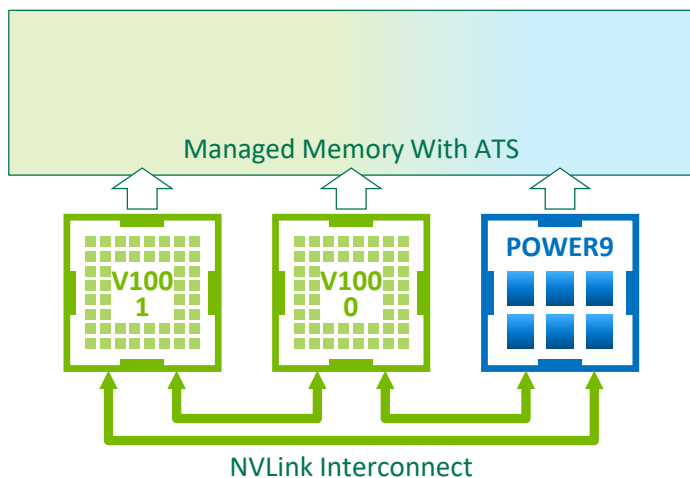 Managed Memory With ATS
V100
1
V100
0
POWER9
NVLink Interconnect